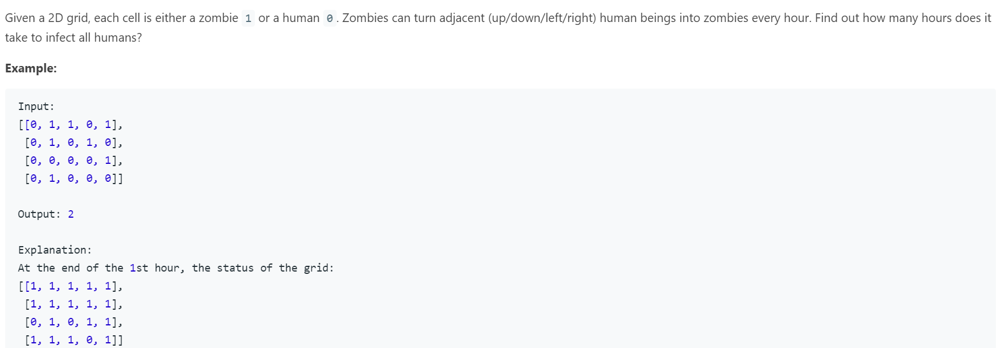 Given a 2D grid, each cell is either a zombie 1 or a human 0. Zombies can turn adjacent (up/down/left/right) human beings into zombies every hour. Find out how many hours does it
take to infect all humans?
Example:
Input:
[[0, 1, 1, 0, 1],
[0, 1, 0, 1, 0],
[0, 0, 0, 0, 1],
[0, 1, 0, 0, 0]]
Output: 2
Explanation:
At the end of the 1st hour, the status of the grid:
[[1, 1, 1, 1, 1],
[1, 1, 1, 1, 1],
[0, 1, 0, 1, 1],
[1, 1, 1, 0, 1]]